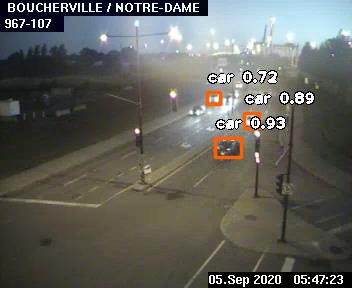 BOUCHERVILLE / NOTRE-DAME
967-107
car 0.72
car 0.89
car 0.93
05.Sep 2020 05:47:23